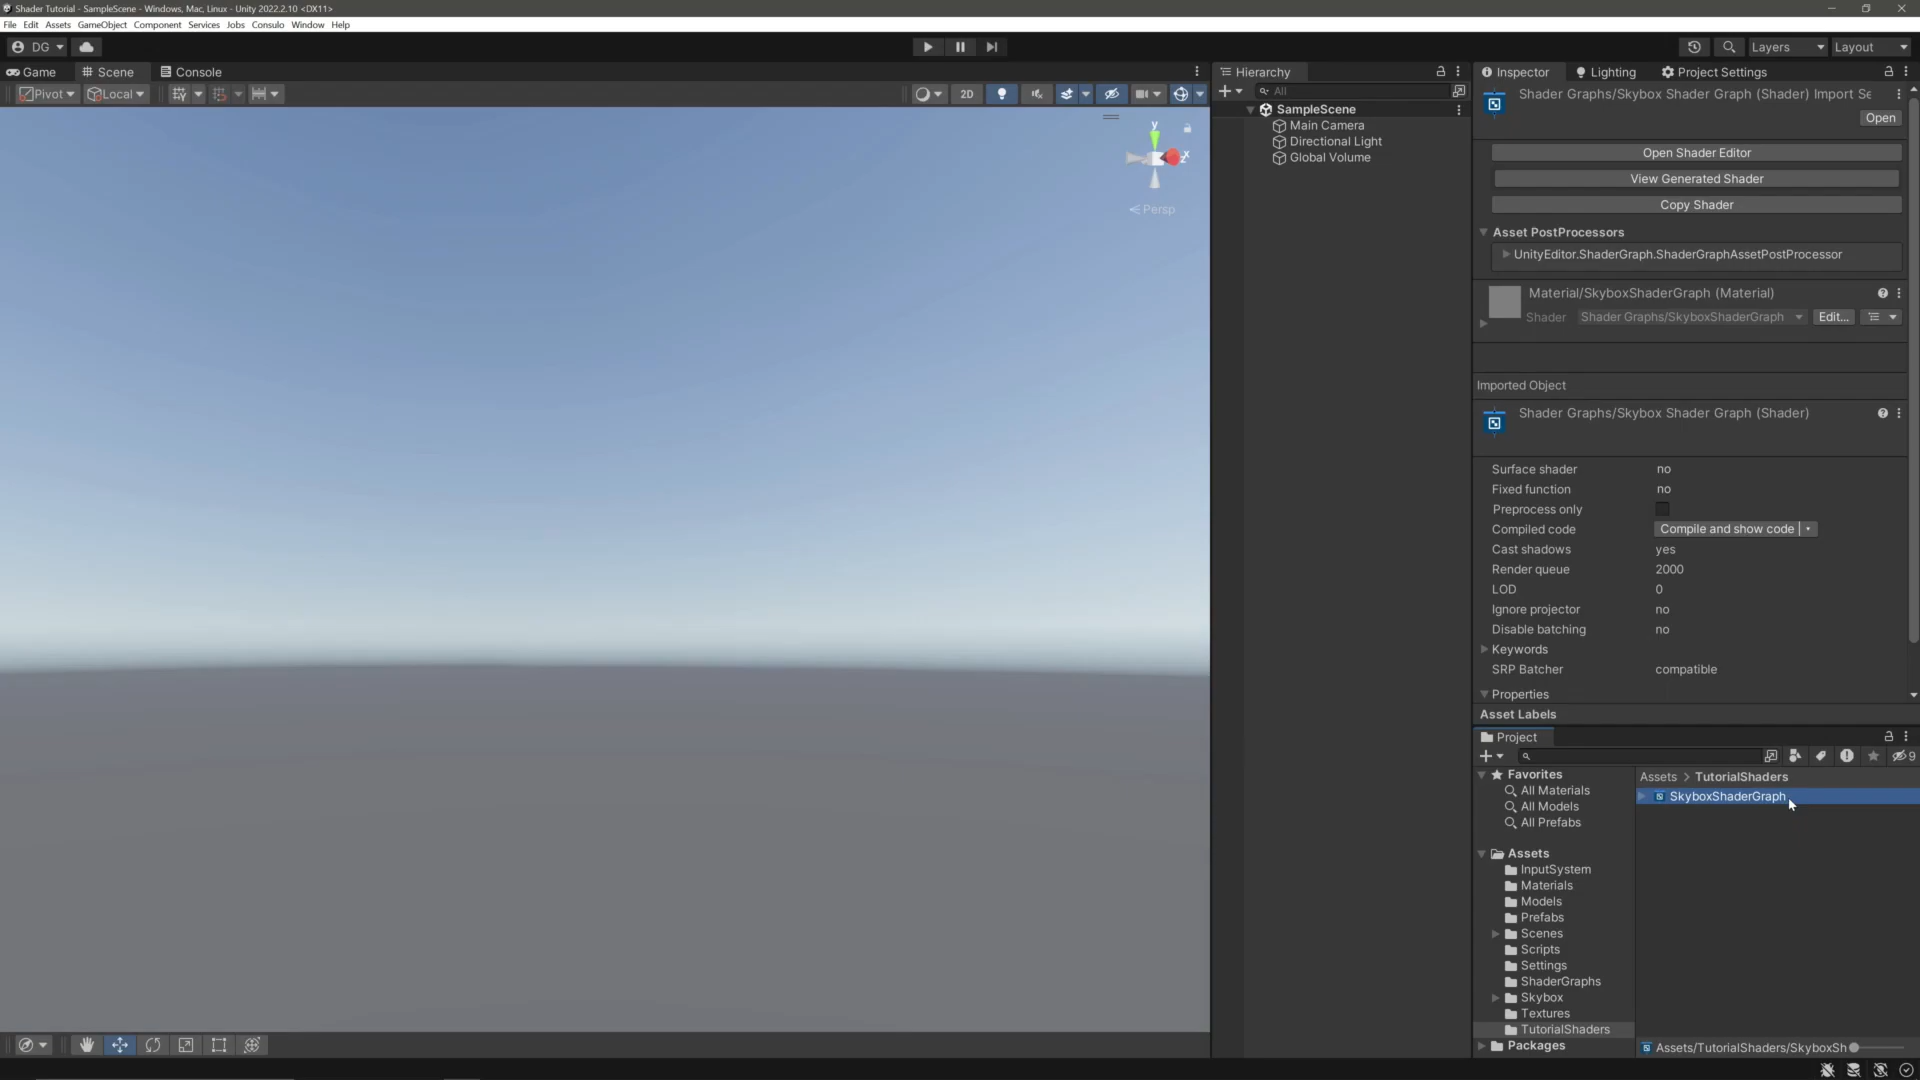 Shader Tutorial - SampleScene - Windows, Mac, Linux - Unity 2022.2.10 <DX11>
File Edit Assets GameObject Component Services Jobs Consulo Window Help
DG
Layers
Layout
Game
Scene
Console
Pivot
Local
2D
y
z
Persp
Hierarchy
All
SampleScene
Main Camera
Directional Light
Global Volume
Inspector
Lighting
Project Settings
Shader Graphs/Skybox Shader Graph (Shader) Import Se
Open
Open Shader Editor
View Generated Shader
Copy Shader
Asset PostProcessors
UnityEditor.ShaderGraph.ShaderGraphAssetPostProcessor
Material/SkyboxShaderGraph (Material)
Shader Shader Graphs/SkyboxShaderGraph Edit...
Imported Object
Shader Graphs/Skybox Shader Graph (Shader)
Surface shader no
Fixed function no
Preprocess only
Compiled code Compile and show code
Cast shadows yes
Render queue 2000
LOD 0
Ignore projector no
Disable batching no
Keywords
SRP Batcher compatible
Properties
Asset Labels
Project
9
Favorites
All Materials
All Models
All Prefabs
Assets
InputSystem
Materials
Models
Prefabs
Scenes
Scripts
Settings
ShaderGraphs
Skybox
Textures
TutorialShaders
Packages
Assets > TutorialShaders
SkyboxShaderGraph
Assets/TutorialShaders/SkyboxSh